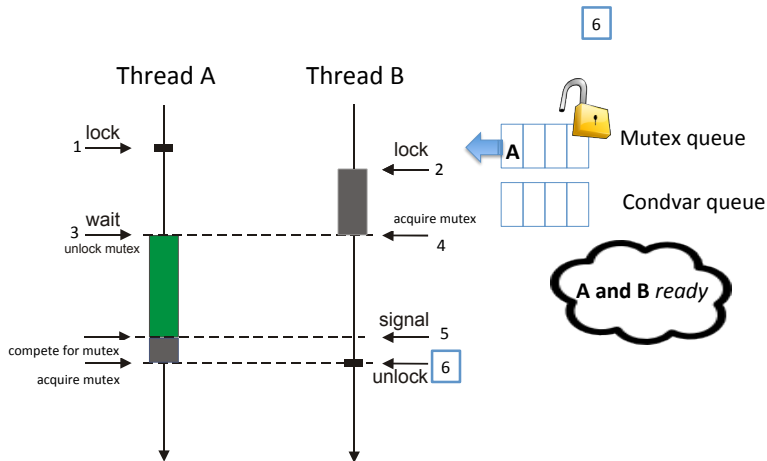 6
Thread A
Thread B
lock
1
lock
2
A
Mutex queue
Condvar queue
3
wait
unlock mutex
acquire mutex
4
A and B ready
signal
5
compete for mutex
acquire mutex
6
unlock